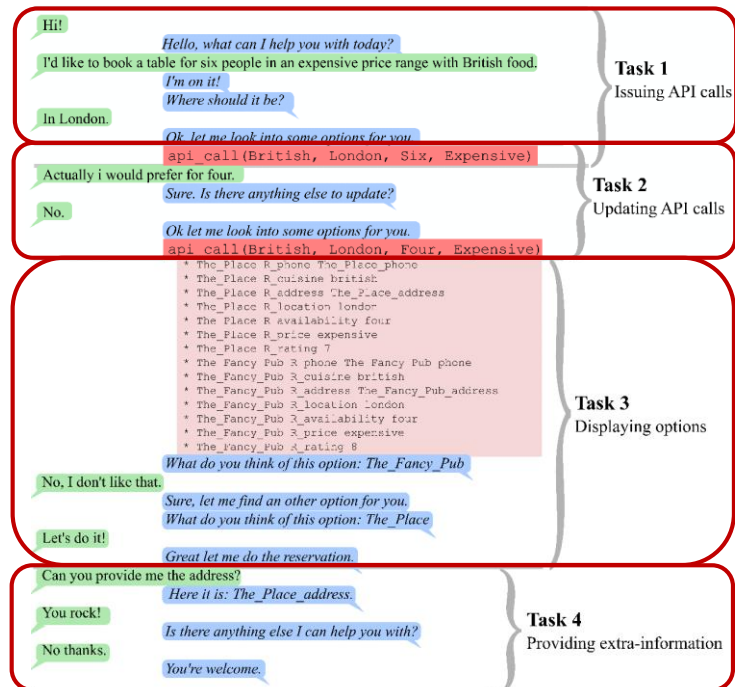 Hi!
Hello, what can I help you with today?
I'd like to book a table for six people in an expensive price range with British food.
I'm on it!
Where should it be?
In London.
Ok, let me look into some options for you.
api_call(British, London, Six, Expensive)
Task 1
Issuing API calls
Actually i would prefer for four.
Sure. Is there anything else to update?
No.
Ok let me look into some options for you.
api_call(British, London, Four, Expensive)
Task 2
Updating API calls
* The_Place R_phone The_Place_phone
* The_Place R_cuisine british
* The_Place R_address The_Place_address
* The_Place R_location london
* The_Place R_availability four
* The_Place R_price expensive
* The_Place R_rating 7
* The_Fancy_Pub R_phone The_Fancy_Pub_phone
* The_Fancy_Pub R_cuisine british
* The_Fancy_Pub R_address The_Fancy_Pub_address
* The_Fancy_Pub R_location london
* The_Fancy_Pub R_availability four
* The_Fancy_Pub R_price expensive
* The_Fancy_Pub R_rating 8
What do you think of this option: The_Fancy_Pub
No, I don't like that.
Sure, let me find an other option for you.
What do you think of this option: The_Place
Let's do it!
Great let me do the reservation.
Task 3
Displaying options
Can you provide me the address?
Here it is: The_Place_address.
You rock!
Is there anything else I can help you with?
No thanks.
You're welcome.
Task 4
Providing extra-information